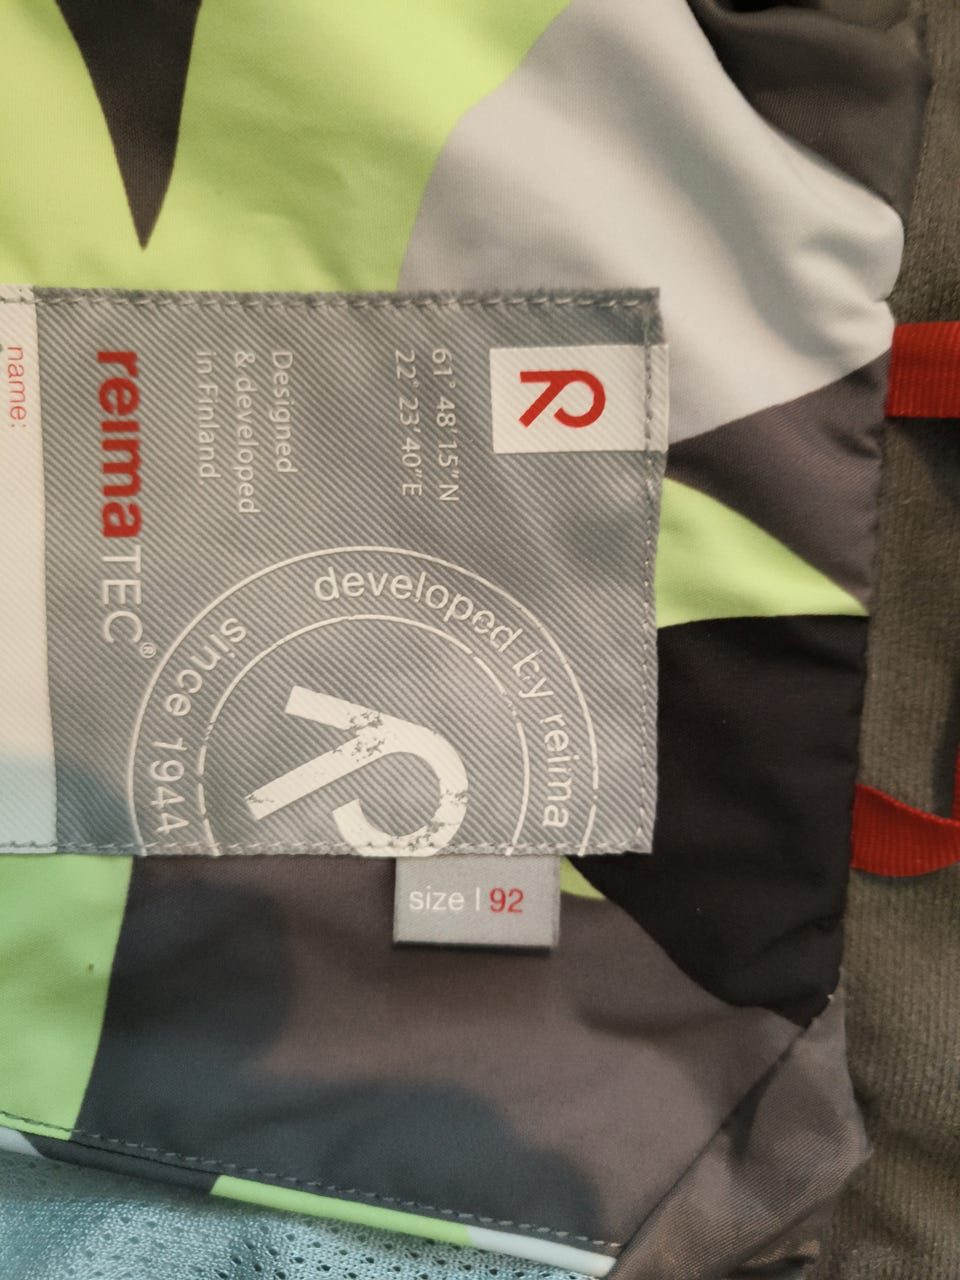 R
61° 48' 15"N
22° 23' 40"E
Designed
& developed
in Finland
reimaTEC®
name:
developed by reima
since 1944
R
size | 92